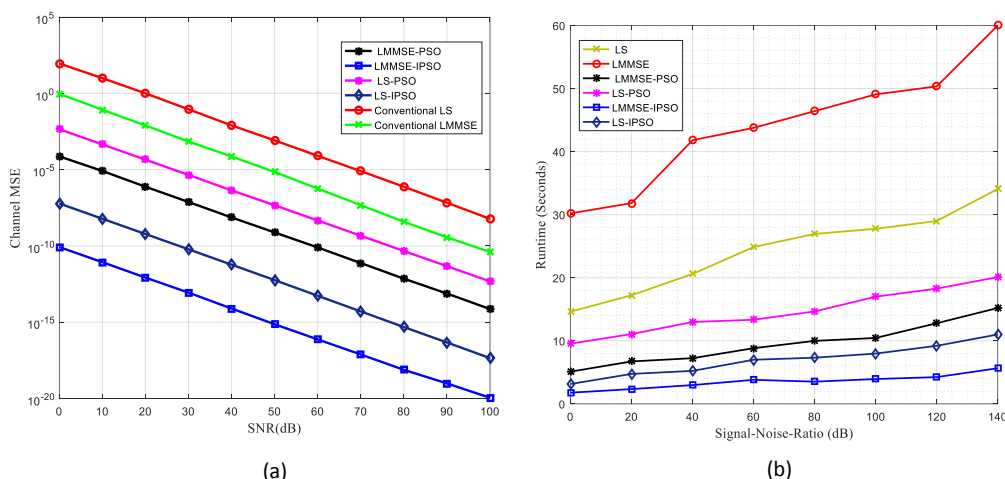 10^5
10^0
10^-5
10^-10
10^-15
10^-20
Channel MSE
0 10 20 30 40 50 60 70 80 90 100
SNR(dB)
LMMSE-PSO
LMMSE-IPSO
LS-PSO
LS-IPSO
Conventional LS
Conventional LMMSE
(a)
60
50
40
30
20
10
0
Runtime (Seconds)
0 20 40 60 80 100 120 140
Signal-Noise-Ratio (dB)
LS
LMMSE
LMMSE-PSO
LS-PSO
LMMSE-IPSO
LS-IPSO
(b)